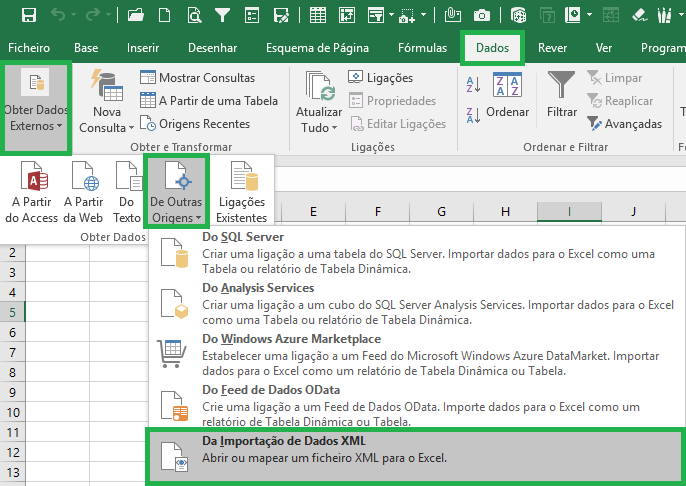 Ficheiro Base Inserir Desenhar Esquema de Página Fórmulas Dados Rever Ver Program
Obter Dados
Externos
Nova
Consulta
Mostrar Consultas
A Partir de uma Tabela
Origens Recentes
Obter e Transformar
Atualizar
Tudo
Ligações
Propriedades
Editar Ligações
Ligações
A
Z
Z
A
Z A
A Z
Ordenar
Filtrar
Limpar
Reaplicar
Avançadas
Ordenar e Filtrar
T
A Partir
do Access
A Partir
da Web
Do
Texto
De Outras
Origens
Ligações
Existentes
Obter Dados
E F G H I J
2
3
4
5
6
7
8
9
10
11
12
13
Do SQL Server
Criar uma ligação a uma tabela do SQL Server. Importar dados para o Excel como uma
Tabela ou relatório de Tabela Dinâmica.
Do Analysis Services
Criar uma ligação a um cubo do SQL Server Analysis Services. Importar dados para o Excel
como uma Tabela ou relatório de Tabela Dinâmica.
Do Windows Azure Marketplace
Estabelecer uma ligação a um Feed do Microsoft Windows Azure DataMarket. Importar
dados para o Excel como um relatório de Tabela Dinâmica ou Tabela.
Do Feed de Dados OData
Crie uma ligação a um Feed de Dados OData. Importe dados para o Excel como um
relatório de Tabela Dinâmica ou Tabela.
Da Importação de Dados XML
Abrir ou mapear um ficheiro XML para o Excel.